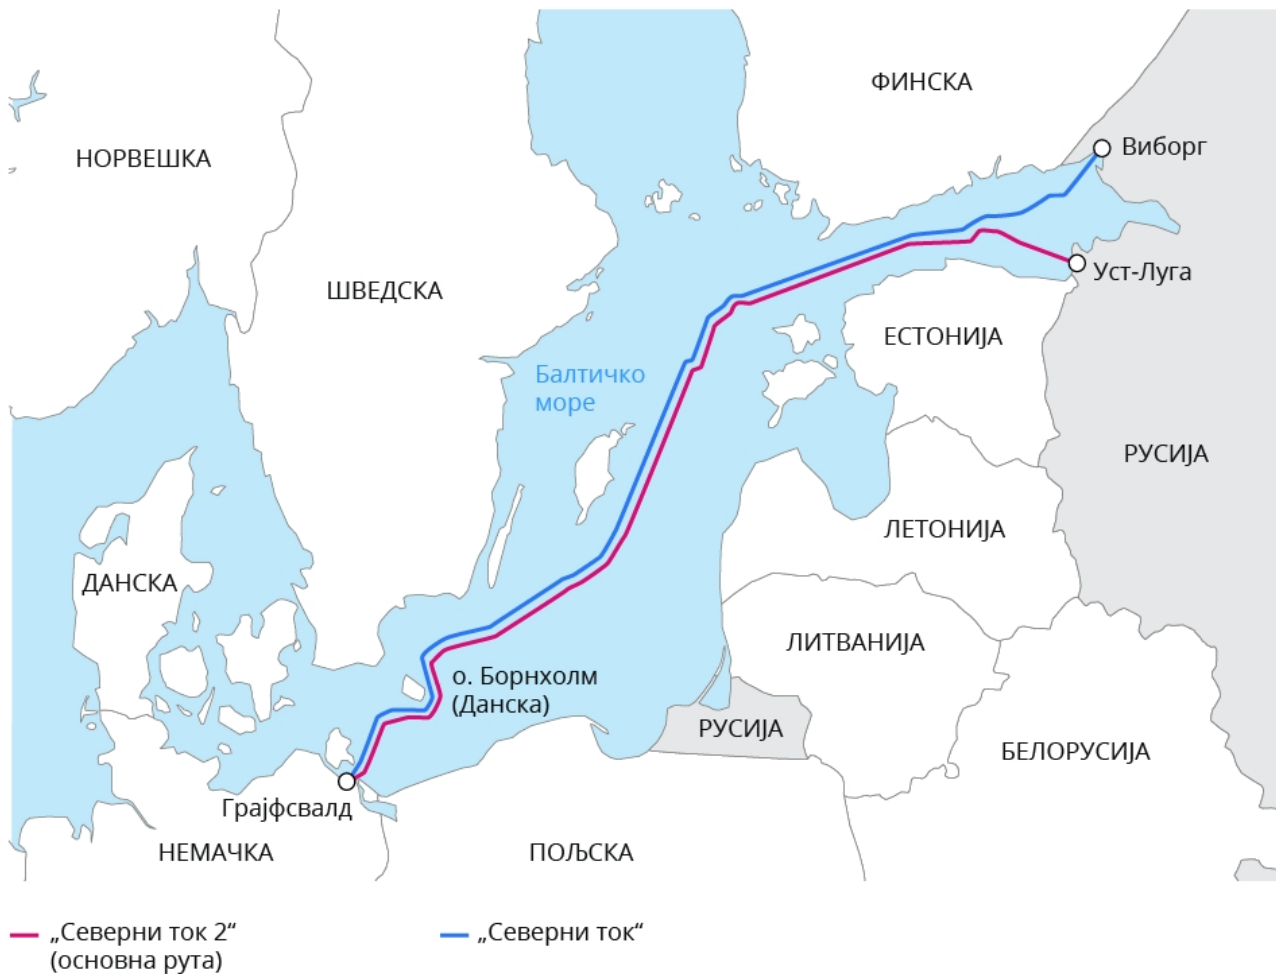 ФИНСКА
Виборг
НОРВЕШКА
Уст-Луга
ШВЕДСКА
ЕСТОНИЈА
Балтичко
море
РУСИЈА
ЛЕТОНИЈА
ДАНСКА
ЛИТВАНИЈА
о. Борнхолм
(Данска)
РУСИЈА
БЕЛОРУСИЈА
Грајфсвалд
НЕМАЧКА
ПОЉСКА
„Северни ток 2“
(основна рута)
„Северни ток“